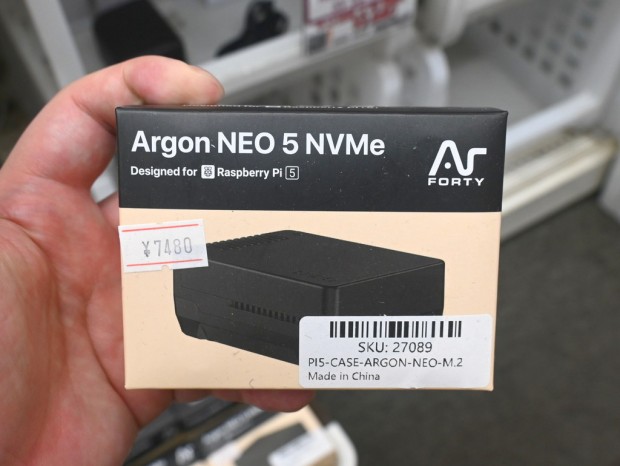 Argon NEO 5 NVMe
Designed for Raspberry Pi 5
Ar
FORTY
¥7480
SKU: 27089
PI5-CASE-ARGON-NEO-M.2
Made in China